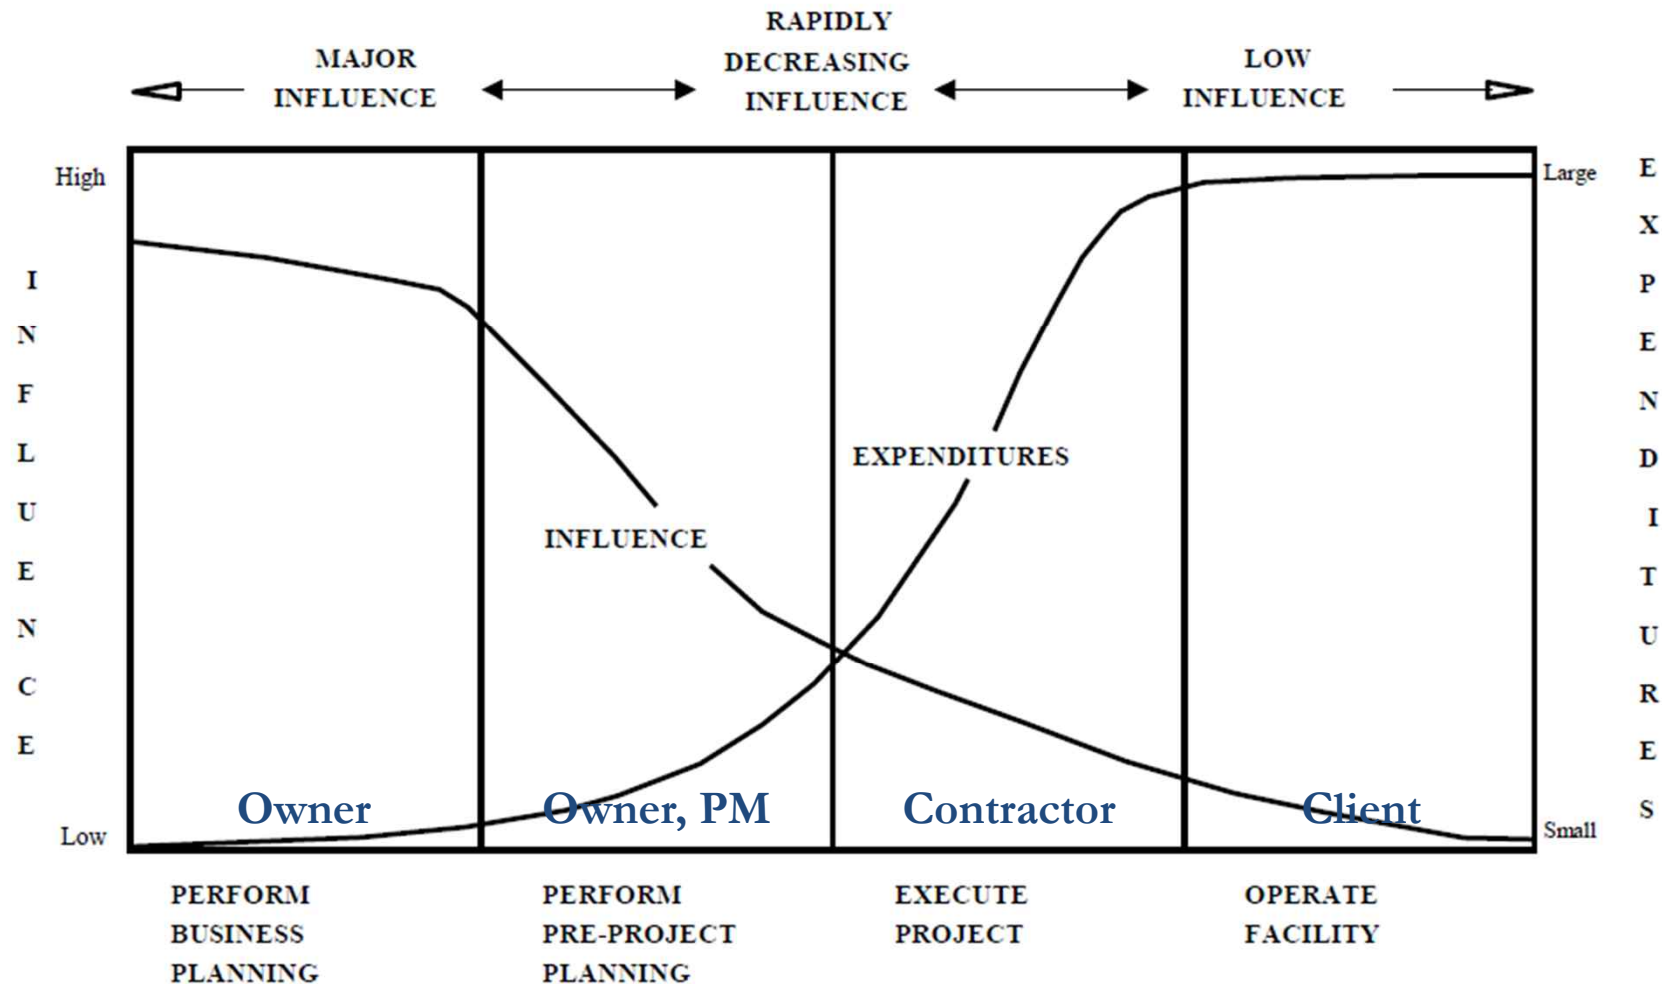 RAPIDLY
DECREASING
INFLUENCE
MAJOR
INFLUENCE
LOW
INFLUENCE
High
Large
I
N
F
L
U
E
N
C
E
E
X
P
E
N
D
I
T
U
R
E
S
EXPENDITURES
INFLUENCE
Owner
Owner, PM
Contractor
Client
Low
Small
PERFORM
BUSINESS
PLANNING
PERFORM
PRE-PROJECT
PLANNING
EXECUTE
PROJECT
OPERATE
FACILITY